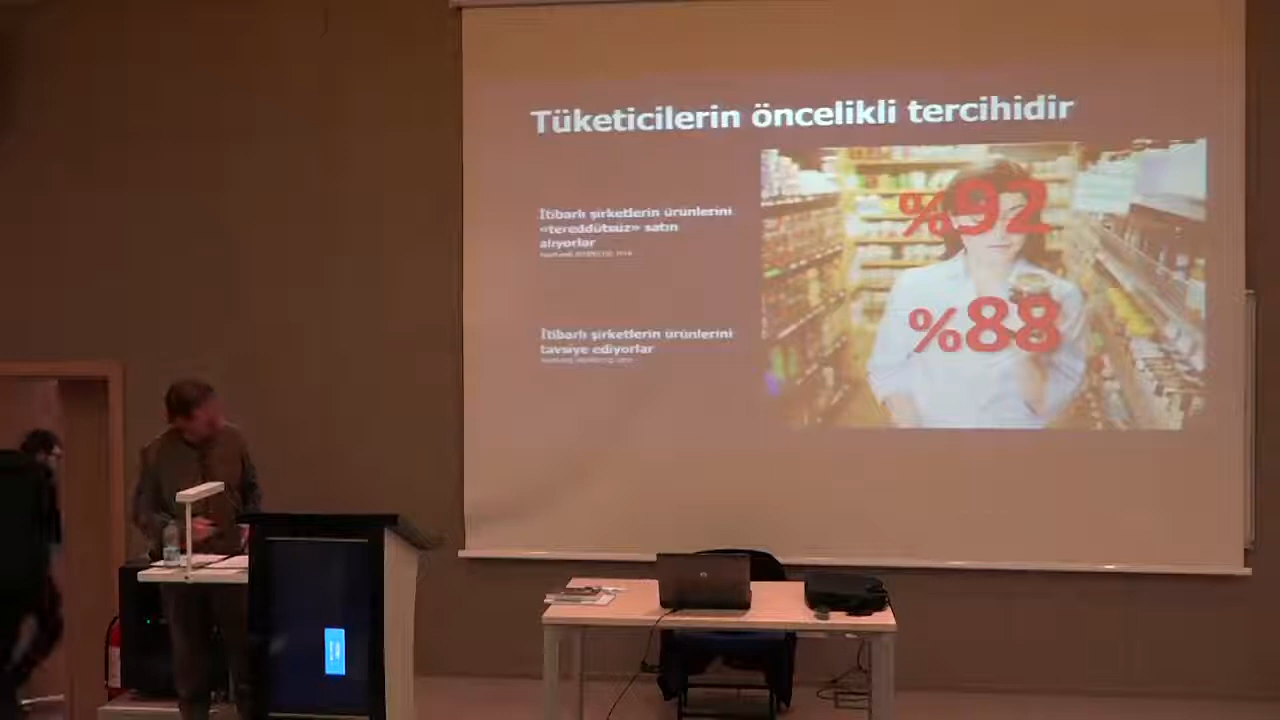 Tüketicilerin öncelikli tercihidir
İtibarlı şirketlerin ürünlerini
«tereddütsüz» satın
alıyorlar
%92
İtibarlı şirketlerin ürünlerini
tavsiye ediyorlar
%88